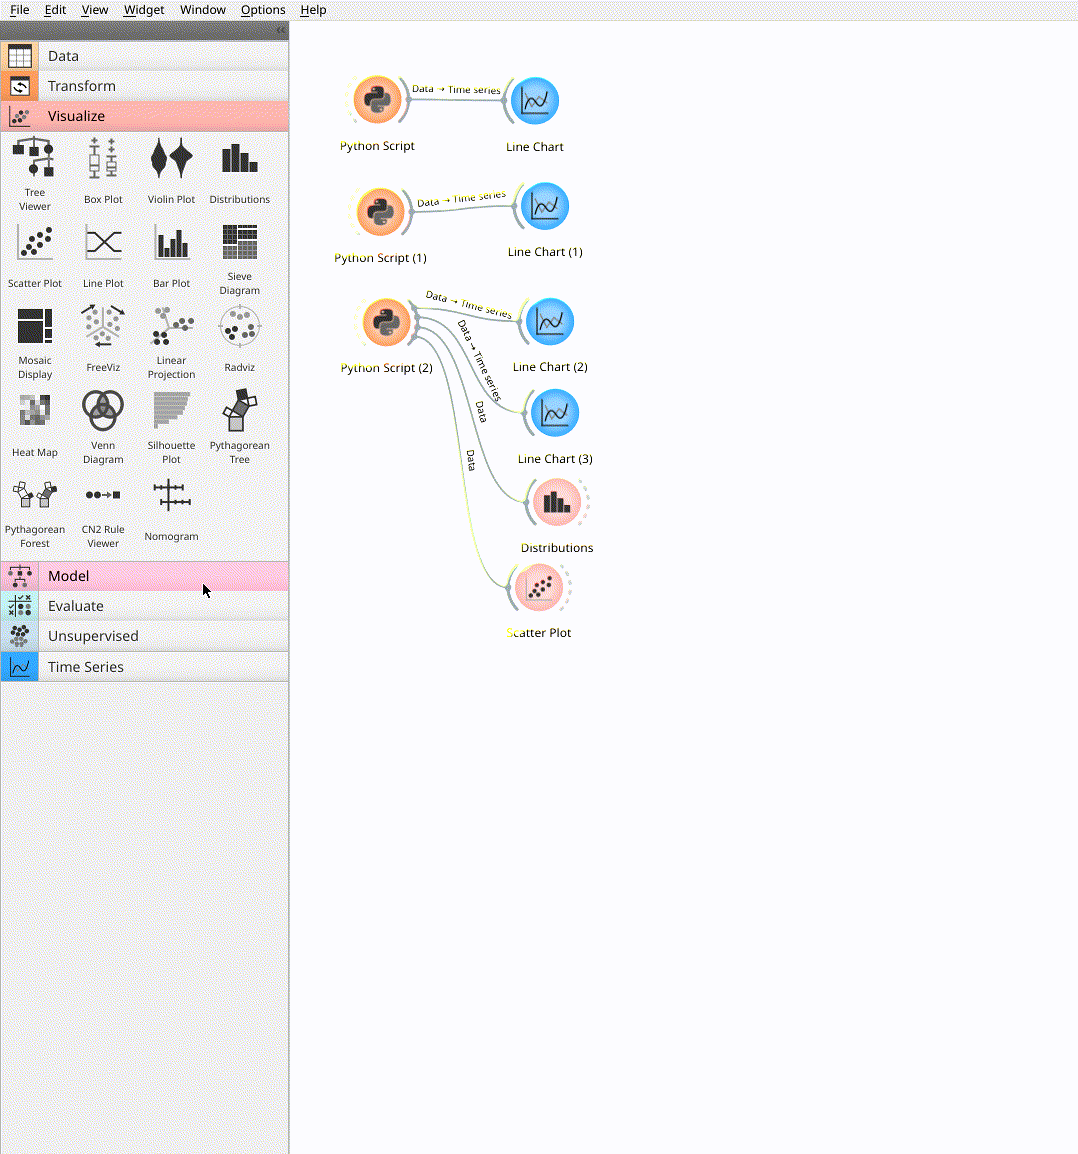 File Edit View Widget Window Options Help
Data
Transform
Visualize
Tree
Viewer
Box Plot
Violin Plot
Distributions
Scatter Plot
Line Plot
Bar Plot
Sieve
Diagram
Mosaic
Display
FreeViz
Linear
Projection
Radviz
Heat Map
Venn
Diagram
Silhouette
Plot
Pythagorean
Tree
Pythagorean
Forest
CN2 Rule
Viewer
Nomogram
Model
Evaluate
Unsupervised
Time Series
Data → Time series
Python Script
Line Chart
Data → Time series
Python Script (1)
Line Chart (1)
Data → Time series
Python Script (2)
Line Chart (2)
Data → Time series
Line Chart (3)
Data
Distributions
Data
Scatter Plot